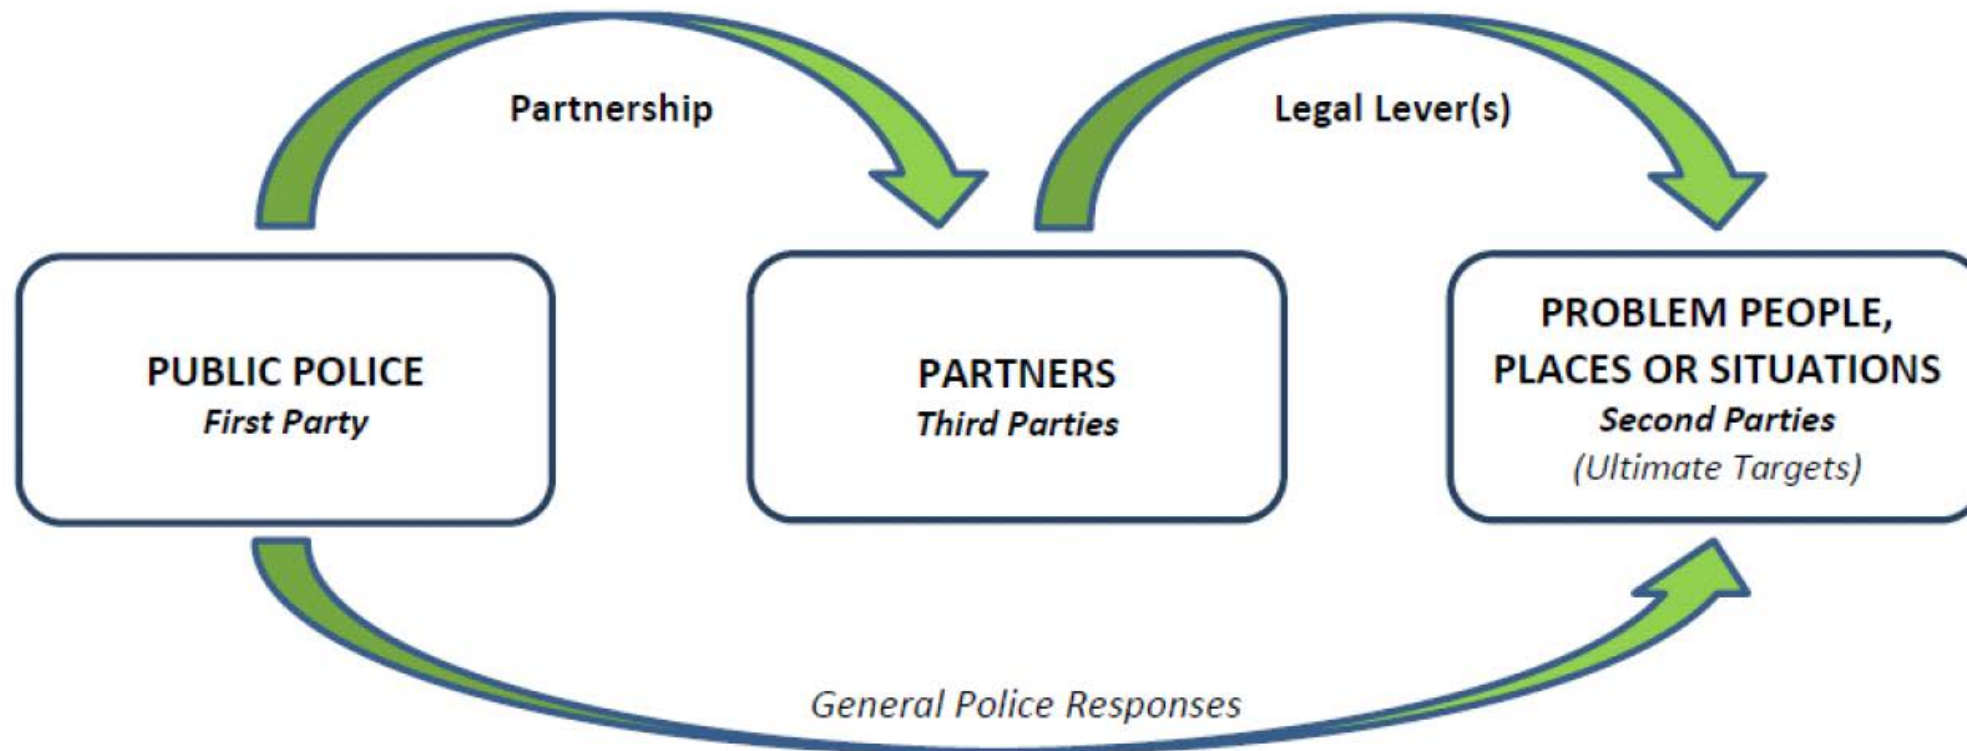 Partnership
Legal Lever(s)
PUBLIC POLICE
First Party
PARTNERS
Third Parties
PROBLEM PEOPLE,
PLACES OR SITUATIONS
Second Parties
(Ultimate Targets)
General Police Responses